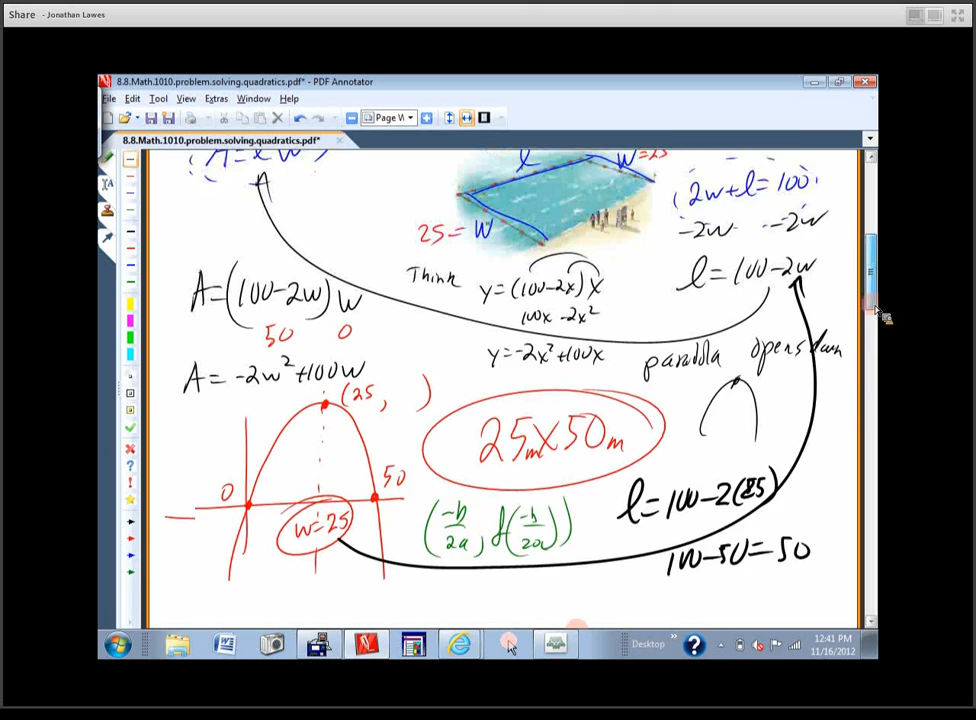 Share - Jonathan Lawes
8.8.Math.1010.problem.solving.quadratics.pdf* - PDF Annotator
File Edit Tool View Extras Window Help
Page W
8.8.Math.1010.problem.solving.quadratics.pdf*
(A = l W)
l
W=25
25 = W
(2w+l=100)
-2w -2w
l = 100-2w
Think
y=(100-2x)x
100x -2x²
y=-2x²+100x
A=(100-2w)w
50 0
A = -2w²+100w
parabola opens down
(25, )
0
50
w=25
25m x 50m
(-b/2a, f(-b/2a))
l=100-2(25)
100-50=50
Desktop
12:41 PM
11/16/2012